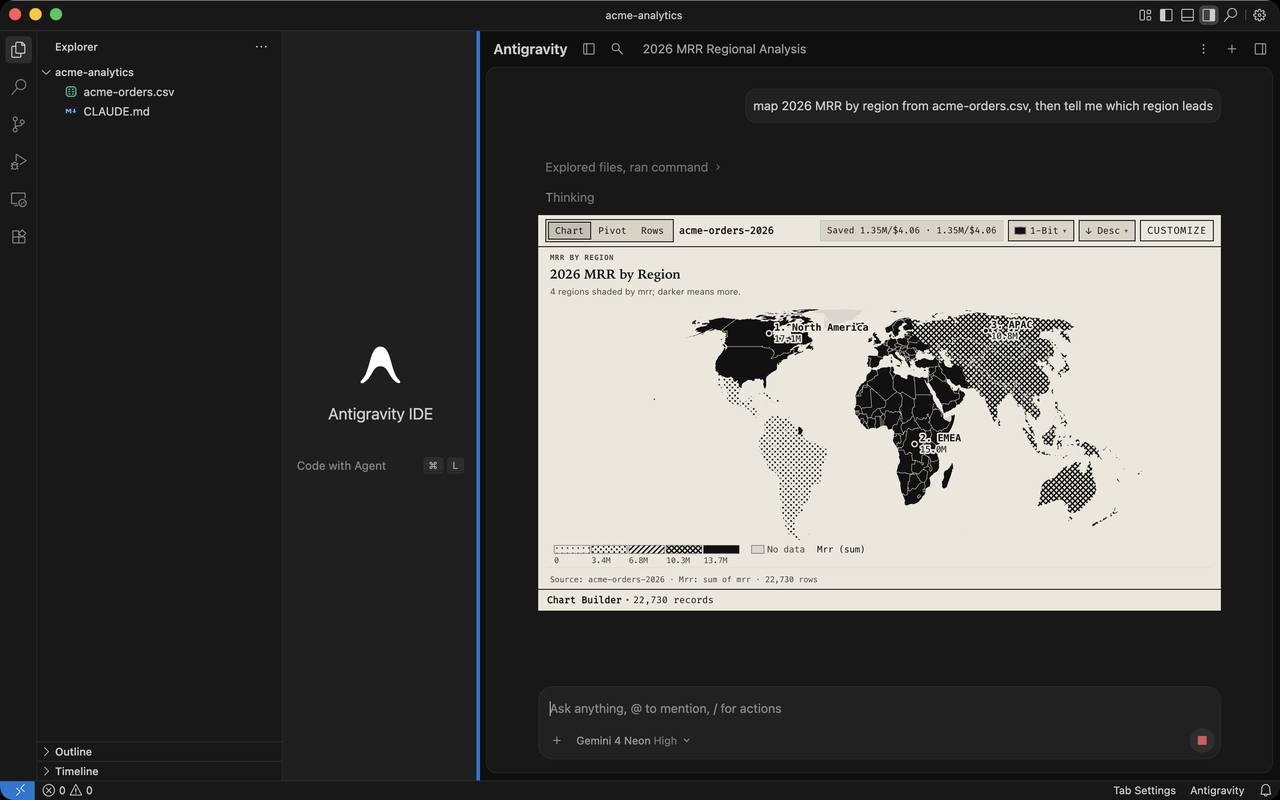 acme-analytics
Explorer
acme-analytics
acme-orders.csv
CLAUDE.md
Outline
Timeline
Antigravity IDE
Code with Agent ⌘ L
Antigravity 2026 MRR Regional Analysis
map 2026 MRR by region from acme-orders.csv, then tell me which region leads
Explored files, ran command
Thinking
Chart Pivot Rows acme-orders-2026 Saved 1.35M/$4.06 · 1.35M/$4.06 1-Bit ↓ Desc CUSTOMIZE
MRR BY REGION
2026 MRR by Region
4 regions shaded by mrr; darker means more.
1. North America
17.1M
3. APAC
10.8M
2. EMEA
15.0M
No data Mrr (sum)
0 3.4M 6.8M 10.3M 13.7M
Source: acme-orders-2026 · Mrr: sum of mrr · 22,730 rows
Chart Builder · 22,730 records
Ask anything, @ to mention, / for actions
Gemini 4 Neon High
0 0 Tab Settings Antigravity